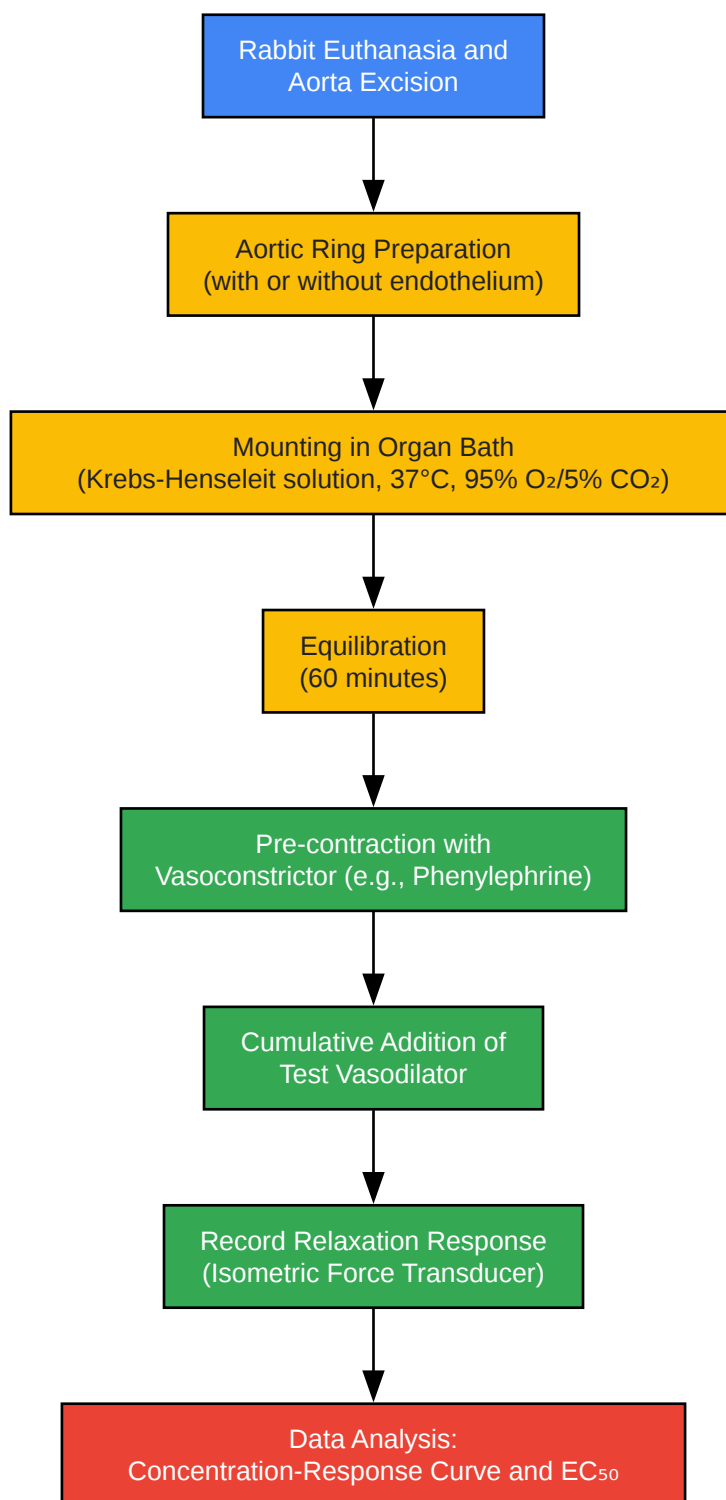 Rabbit Euthanasia and
Aorta Excision
Aortic Ring Preparation
(with or without endothelium)
Mounting in Organ Bath
(Krebs-Henseleit solution, 37°C, 95% O₂/5% CO₂)
Equilibration
(60 minutes)
Pre-contraction with
Vasoconstrictor (e.g., Phenylephrine)
Cumulative Addition of
Test Vasodilator
Record Relaxation Response
(Isometric Force Transducer)
Data Analysis:
Concentration-Response Curve and EC₅₀